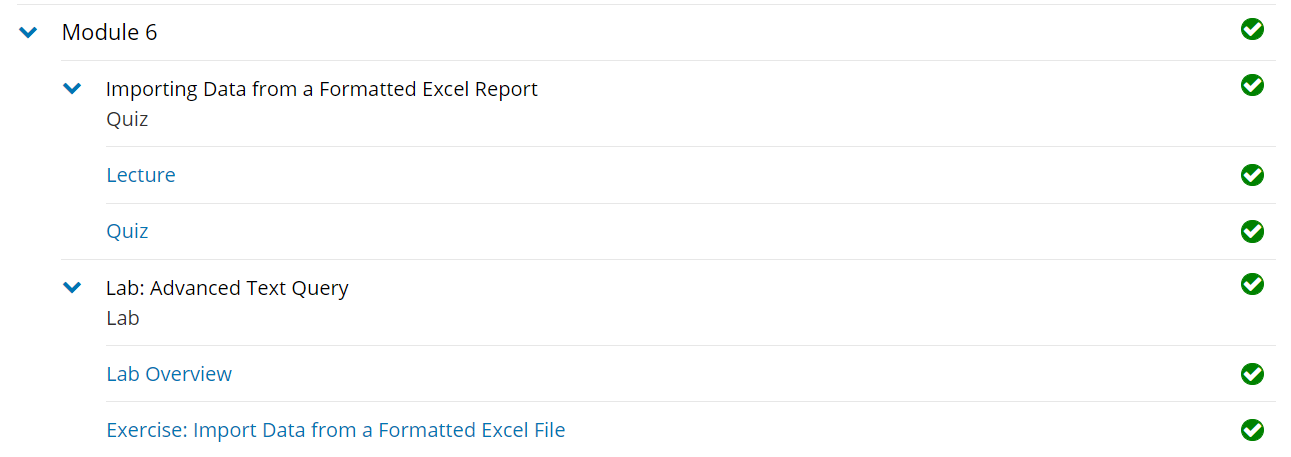 Module 6
Importing Data from a Formatted Excel Report
Quiz
Lecture
Quiz
Lab: Advanced Text Query
Lab
Lab Overview
Exercise: Import Data from a Formatted Excel File